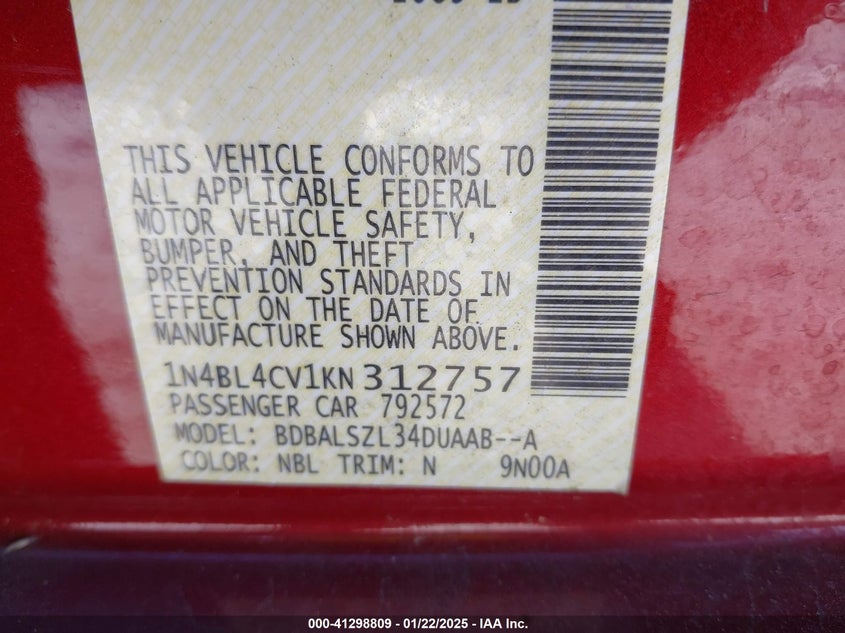 THIS VEHICLE CONFORMS TO
ALL APPLICABLE FEDERAL
MOTOR VEHICLE SAFETY,
BUMPER, AND THEFT
PREVENTION STANDARDS IN
EFFECT ON THE DATE OF
MANUFACTURE SHOWN ABOVE.
1N4BL4CV1KN312757
PASSENGER CAR 792572
MODEL: BDBALSZL34DUAAB--A
COLOR: NBL TRIM: N 9N00A
000-41298809 - 01/22/2025 - IAA Inc.